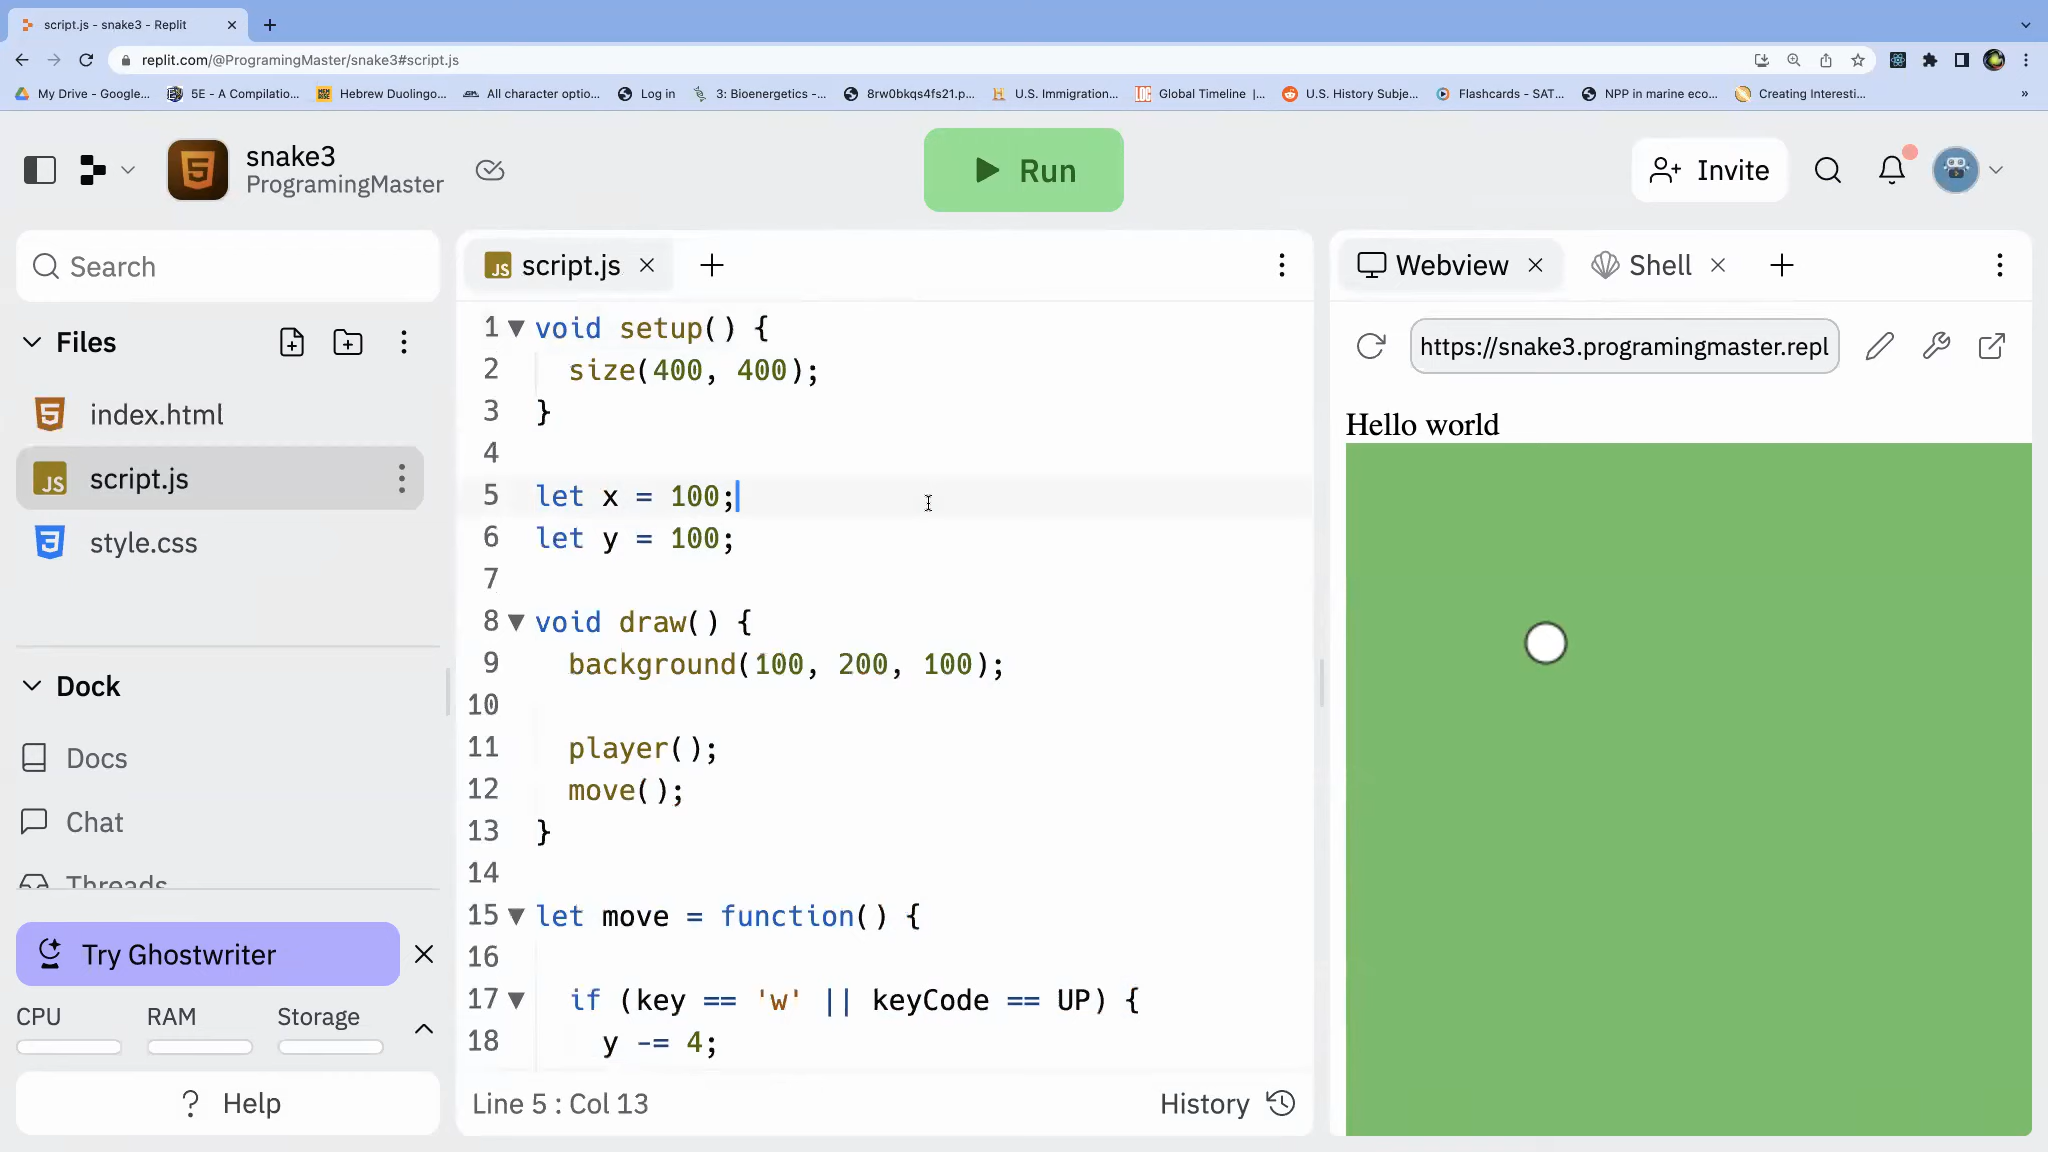 script.js - snake3 - Replit
replit.com/@ProgramingMaster/snake3#script.js
My Drive - Google...
5E - A Compilatio...
Hebrew Duolingo...
All character optio...
Log in
3: Bioenergetics -...
8rw0bkqs4fs21.p...
U.S. Immigration...
Global Timeline |...
U.S. History Subje...
Flashcards - SAT...
NPP in marine eco...
Creating Interesti...
»
snake3
ProgramingMaster
Run
Invite
Search
Files
index.html
script.js
style.css
Dock
Docs
Chat
Threads
Try Ghostwriter
CPU RAM Storage
? Help
script.js
1 void setup() {
2 size(400, 400);
3 }
4
5 let x = 100;
6 let y = 100;
7
8 void draw() {
9 background(100, 200, 100);
10
11 player();
12 move();
13 }
14
15 let move = function() {
16
17 if (key == 'w' || keyCode == UP) {
18 y -= 4;
Line 5 : Col 13
History
Webview
Shell
https://snake3.programingmaster.repl
Hello world